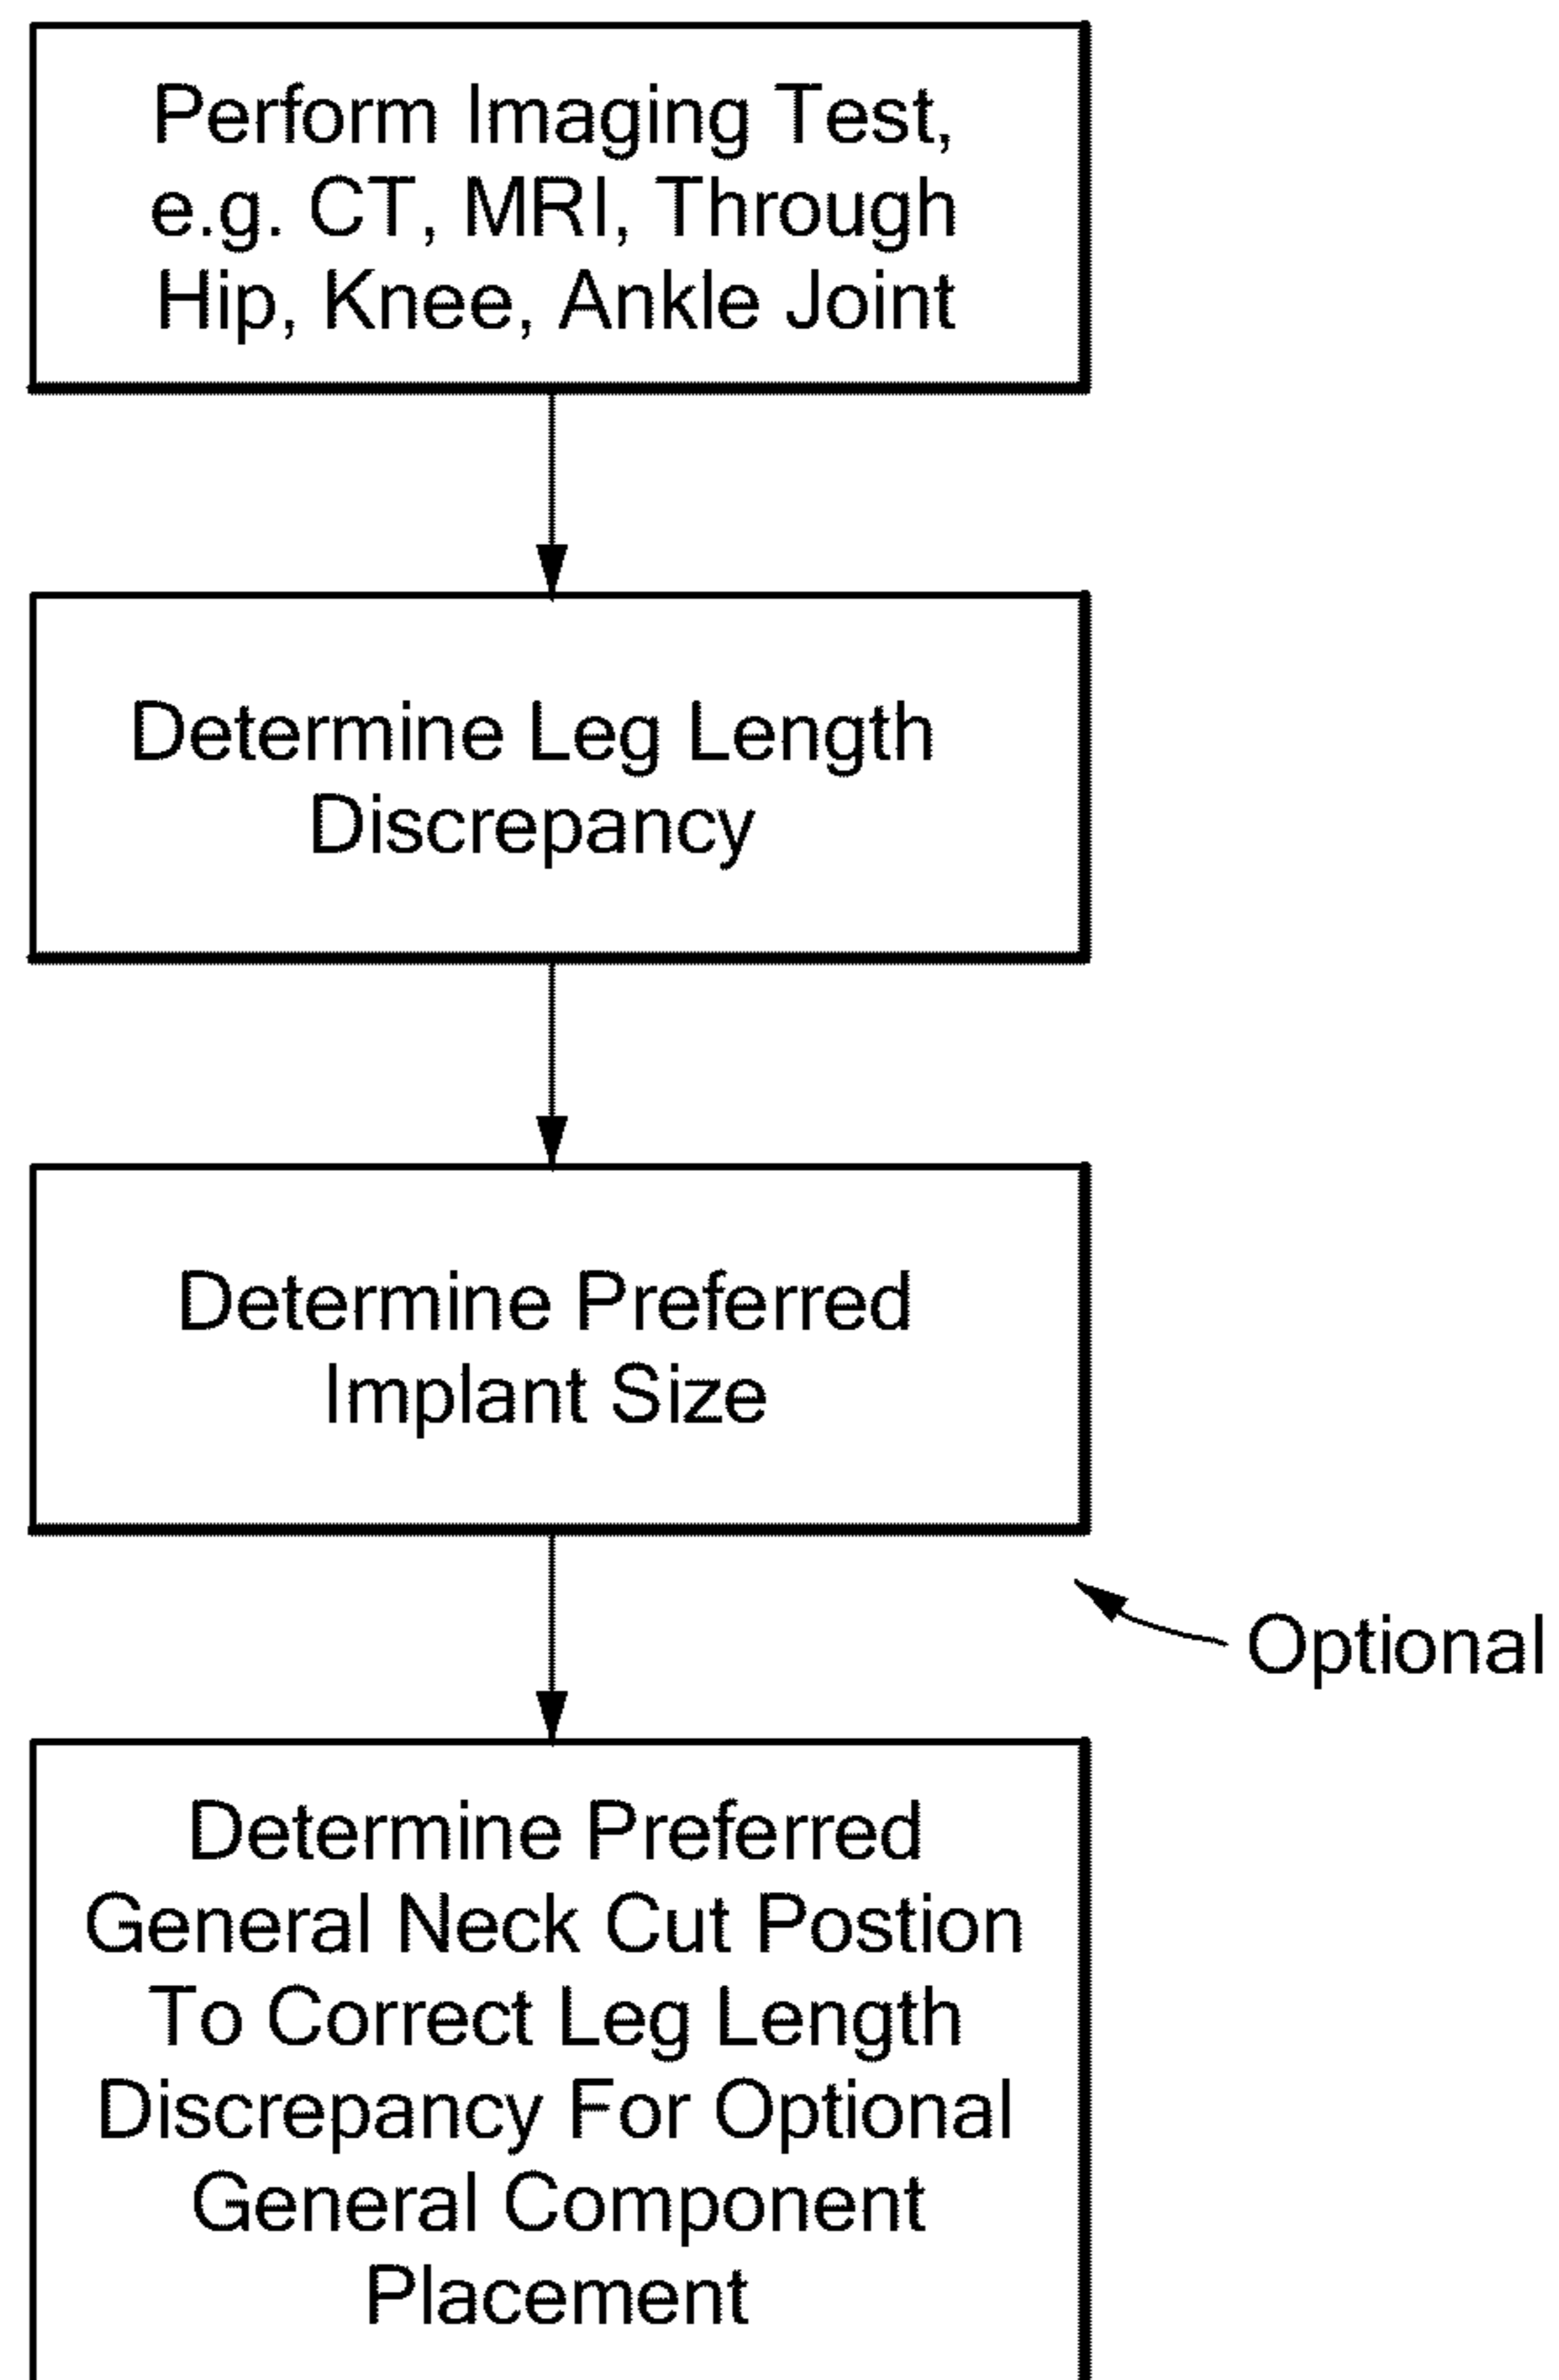 Perform Imaging Test,
e.g. CT, MRI, Through
Hip, Knee, Ankle Joint
Determine Leg Length
Discrepancy
Determine Preferred
Implant Size
Optional
Determine Preferred
General Neck Cut Postion
To Correct Leg Length
Discrepancy For Optional
General Component
Placement